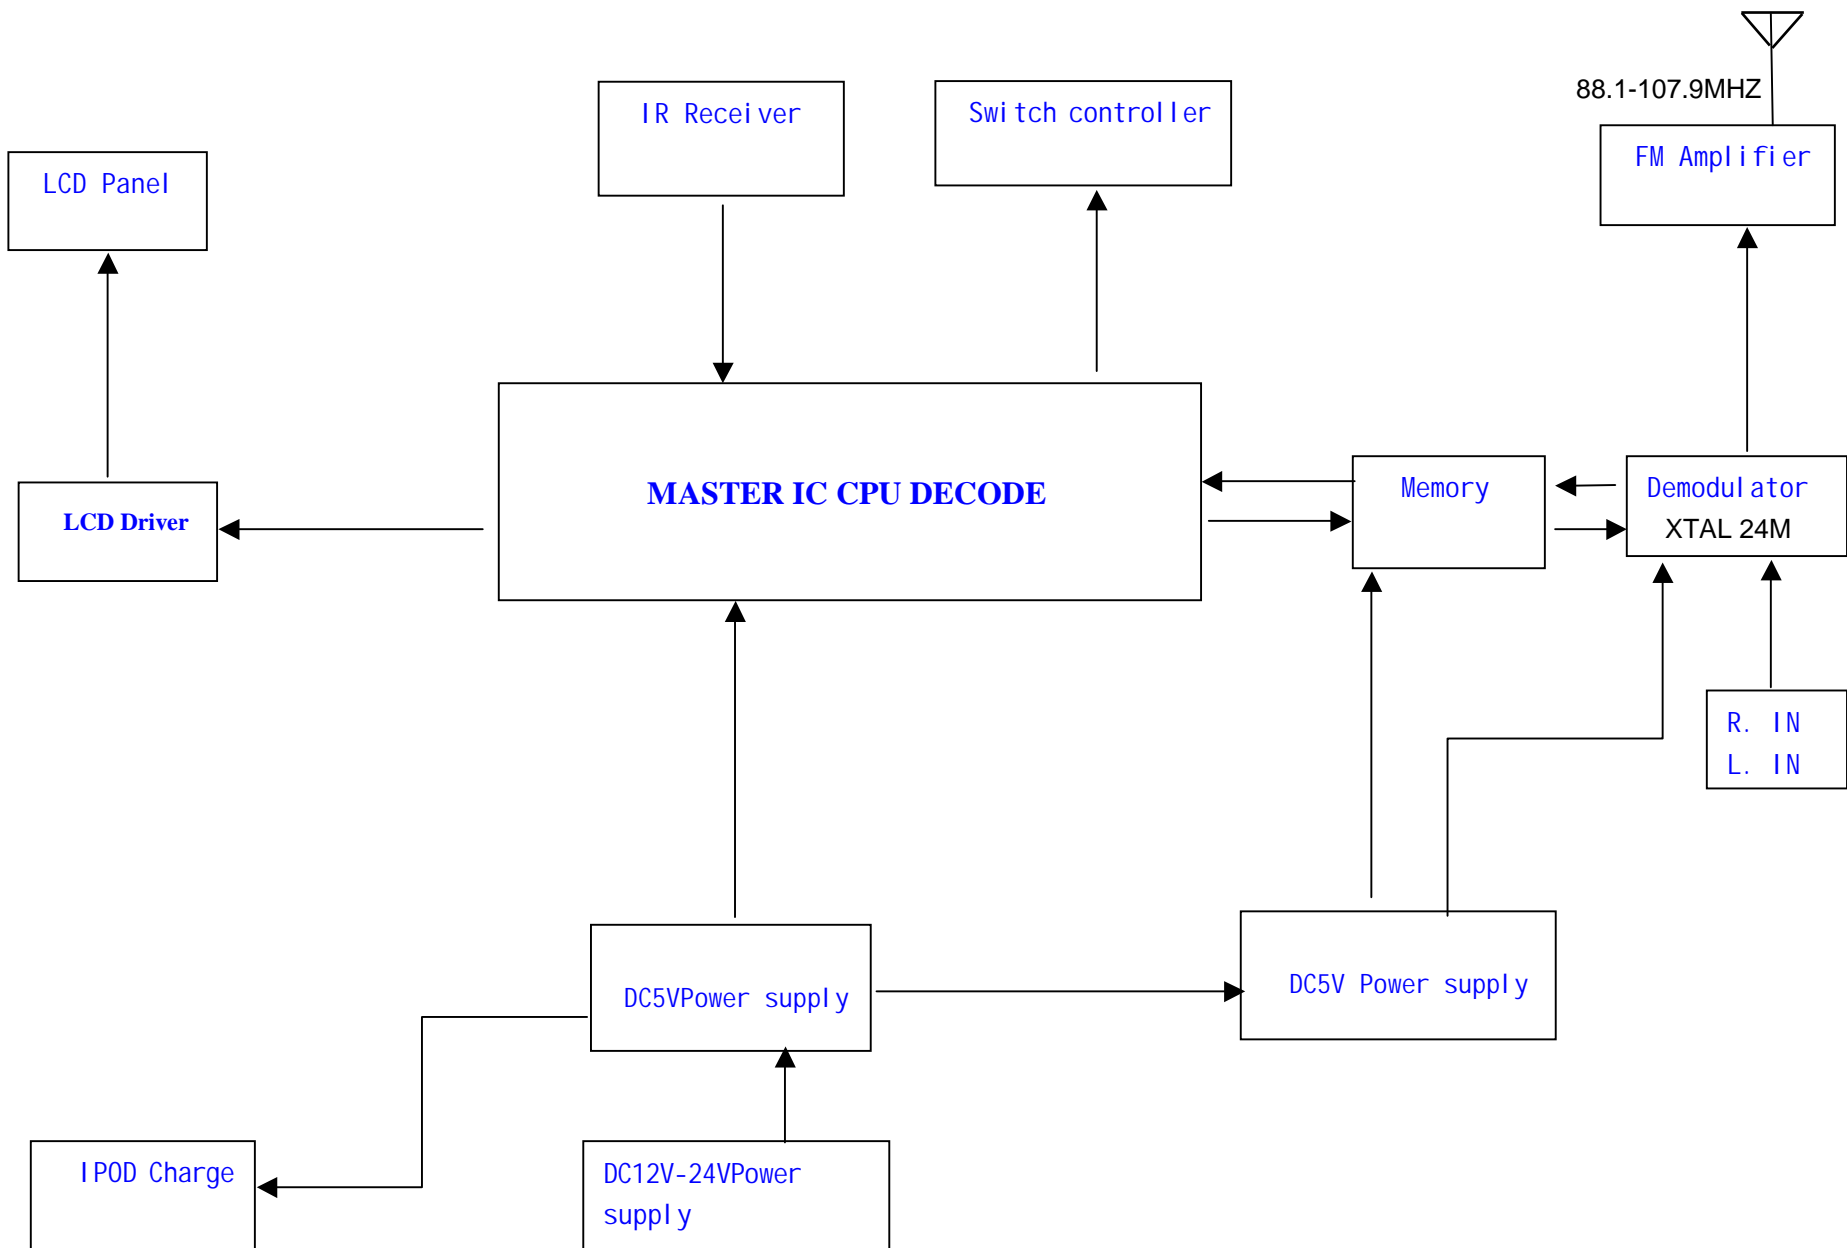 88.1-107.9MHZ
IR Receiver
Switch controller
FM Amplifier
LCD Panel
MASTER IC CPU DECODE
Memory
Demodulator
XTAL 24M
LCD Driver
R. IN
L. IN
DC5VPower supply
DC5V Power supply
IPOD Charge
DC12V-24VPower
supply